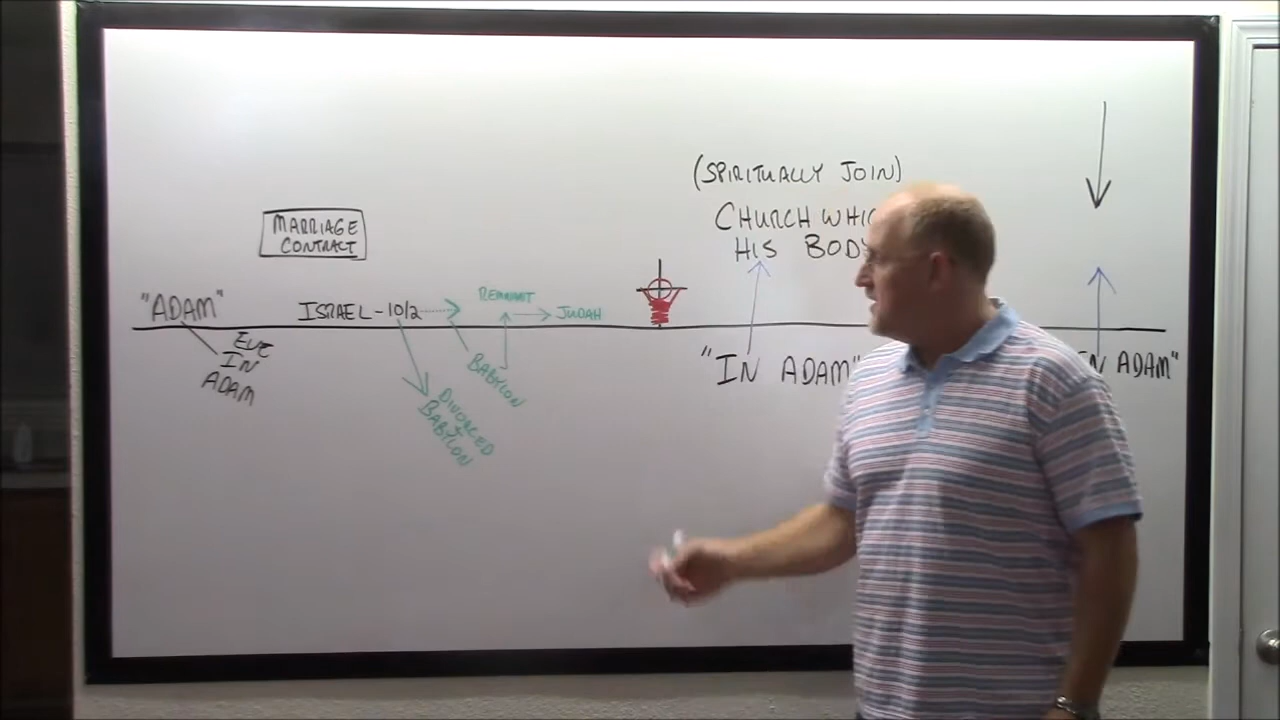 (SPIRITUALLY JOIN)
CHURCH WHIC
HIS BODY
MARRIAGE
CONTRACT
"ADAM"
ISRAEL - 10/2
REMNANT
JUDAH
EVE
IN
ADAM
BABYLON
DIVORCED
BABYLON
"IN ADAM"
IN ADAM"